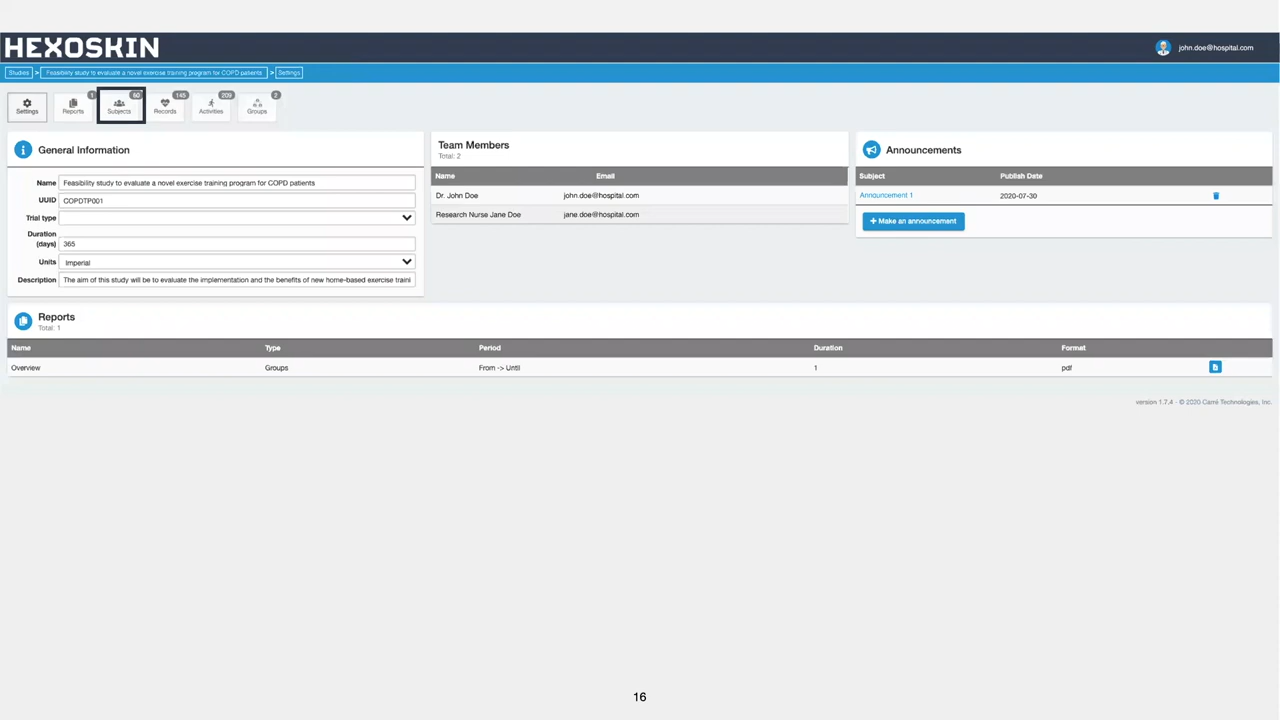 HEXOSKIN
john.doe@hospital.com
Studies > Feasibility study to evaluate a novel exercise training program for COPD patients > Settings
Settings
Reports 1
Subjects 60
Records 145
Activities 209
Groups 2
General Information
Name Feasibility study to evaluate a novel exercise training program for COPD patients
UUID COPDTP001
Trial type
Duration (days) 365
Units Imperial
Description The aim of this study will be to evaluate the implementation and the benefits of new home-based exercise traini
Team Members
Total: 2
Name Email
Dr. John Doe john.doe@hospital.com
Research Nurse Jane Doe jane.doe@hospital.com
Announcements
Subject Publish Date
Announcement 1 2020-07-30
+ Make an announcement
Reports
Total: 1
Name Type Period Duration Format
Overview Groups From -> Until 1 pdf
version 1.7.4 - © 2020 Carré Technologies, Inc.
16